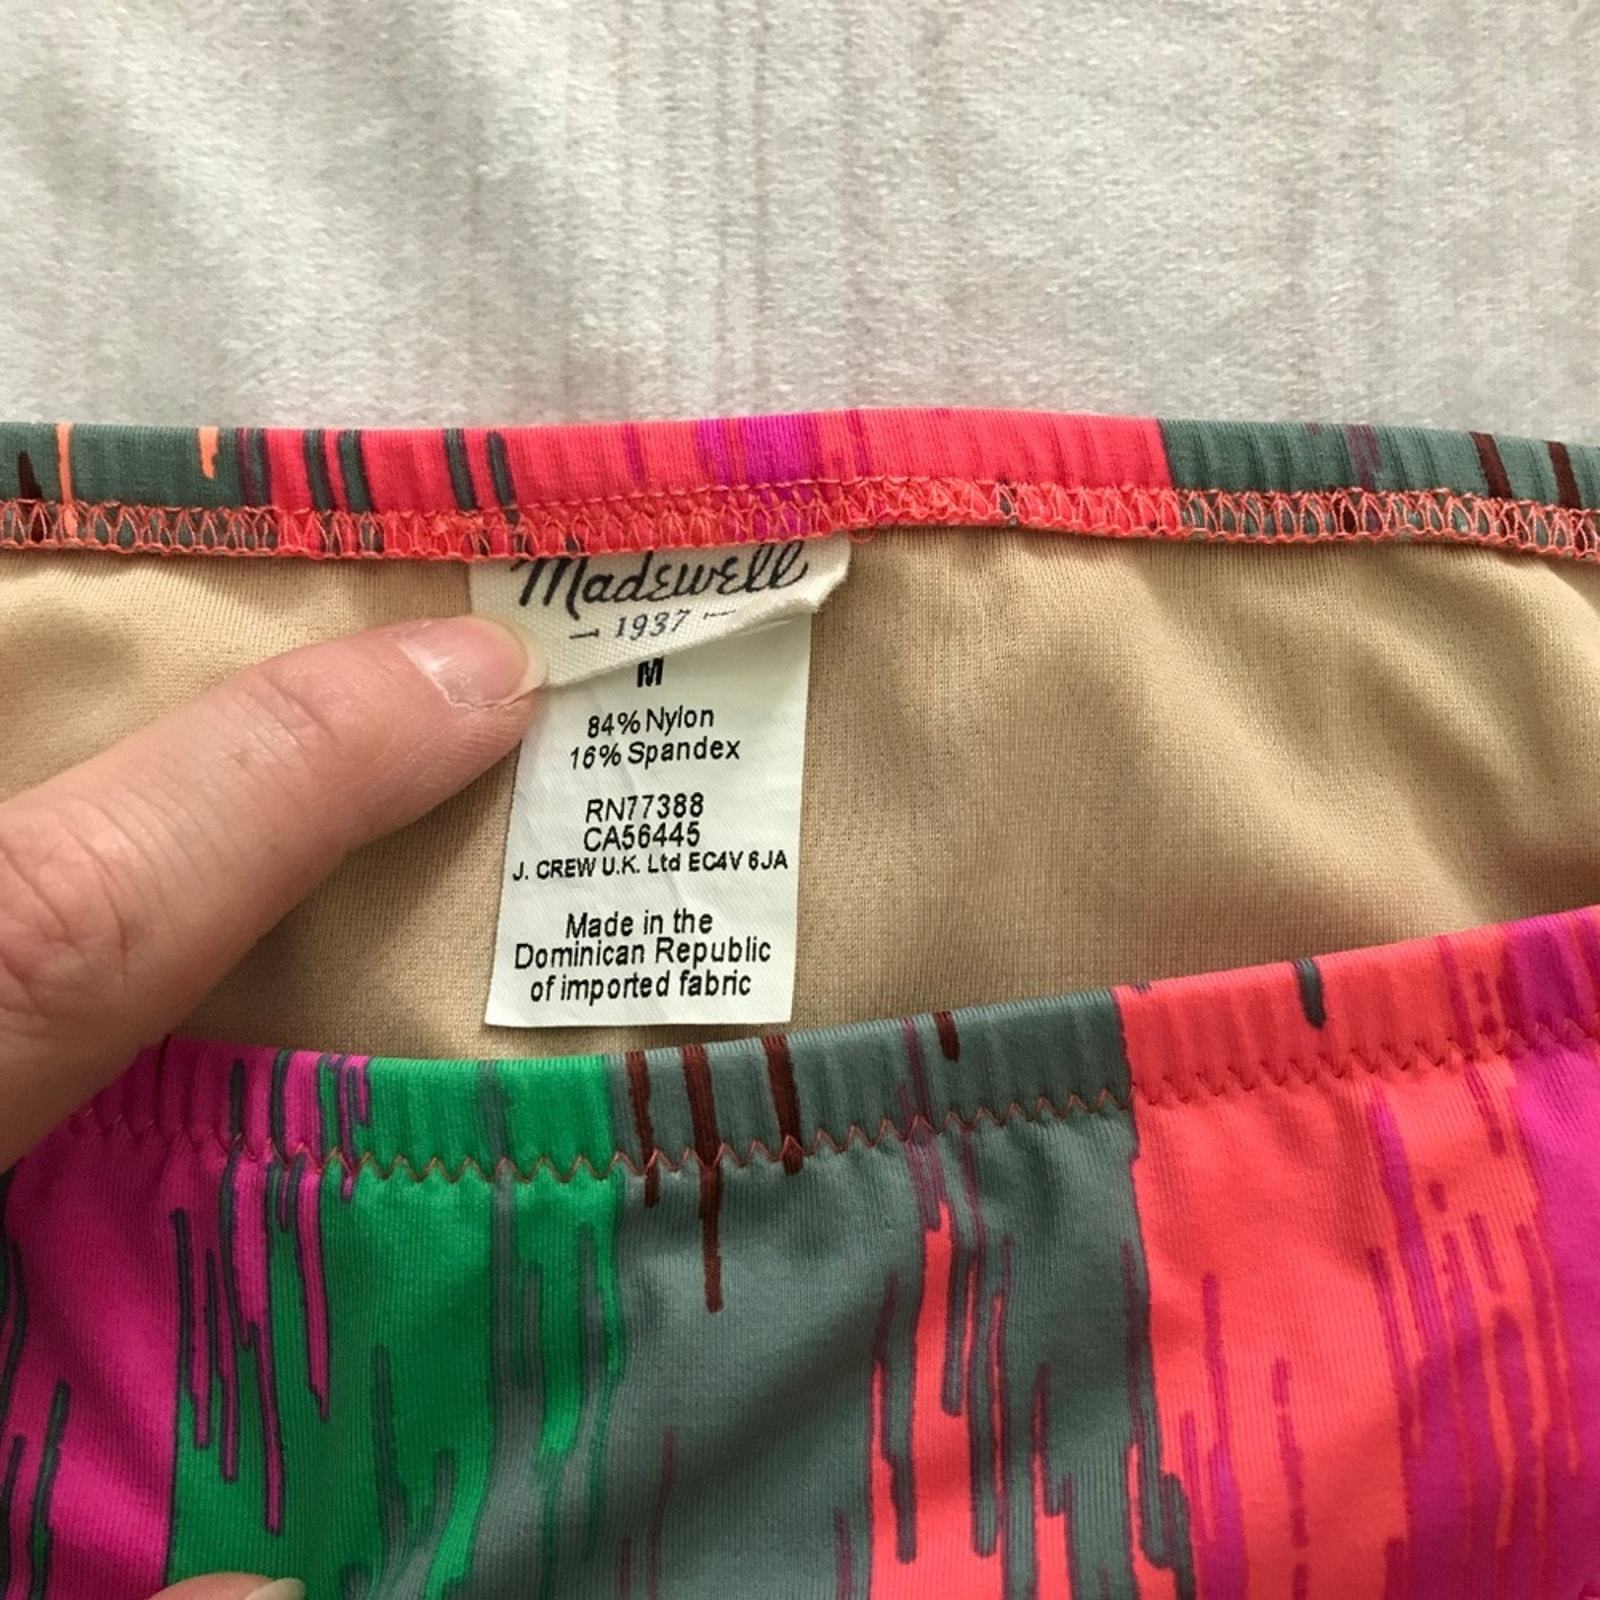 Madewell
1937
M
84% Nylon
16% Spandex
RN77388
CA56445
J. CREW U.K. Ltd EC4V 6JA
Made in the
Dominican Republic
of imported fabric